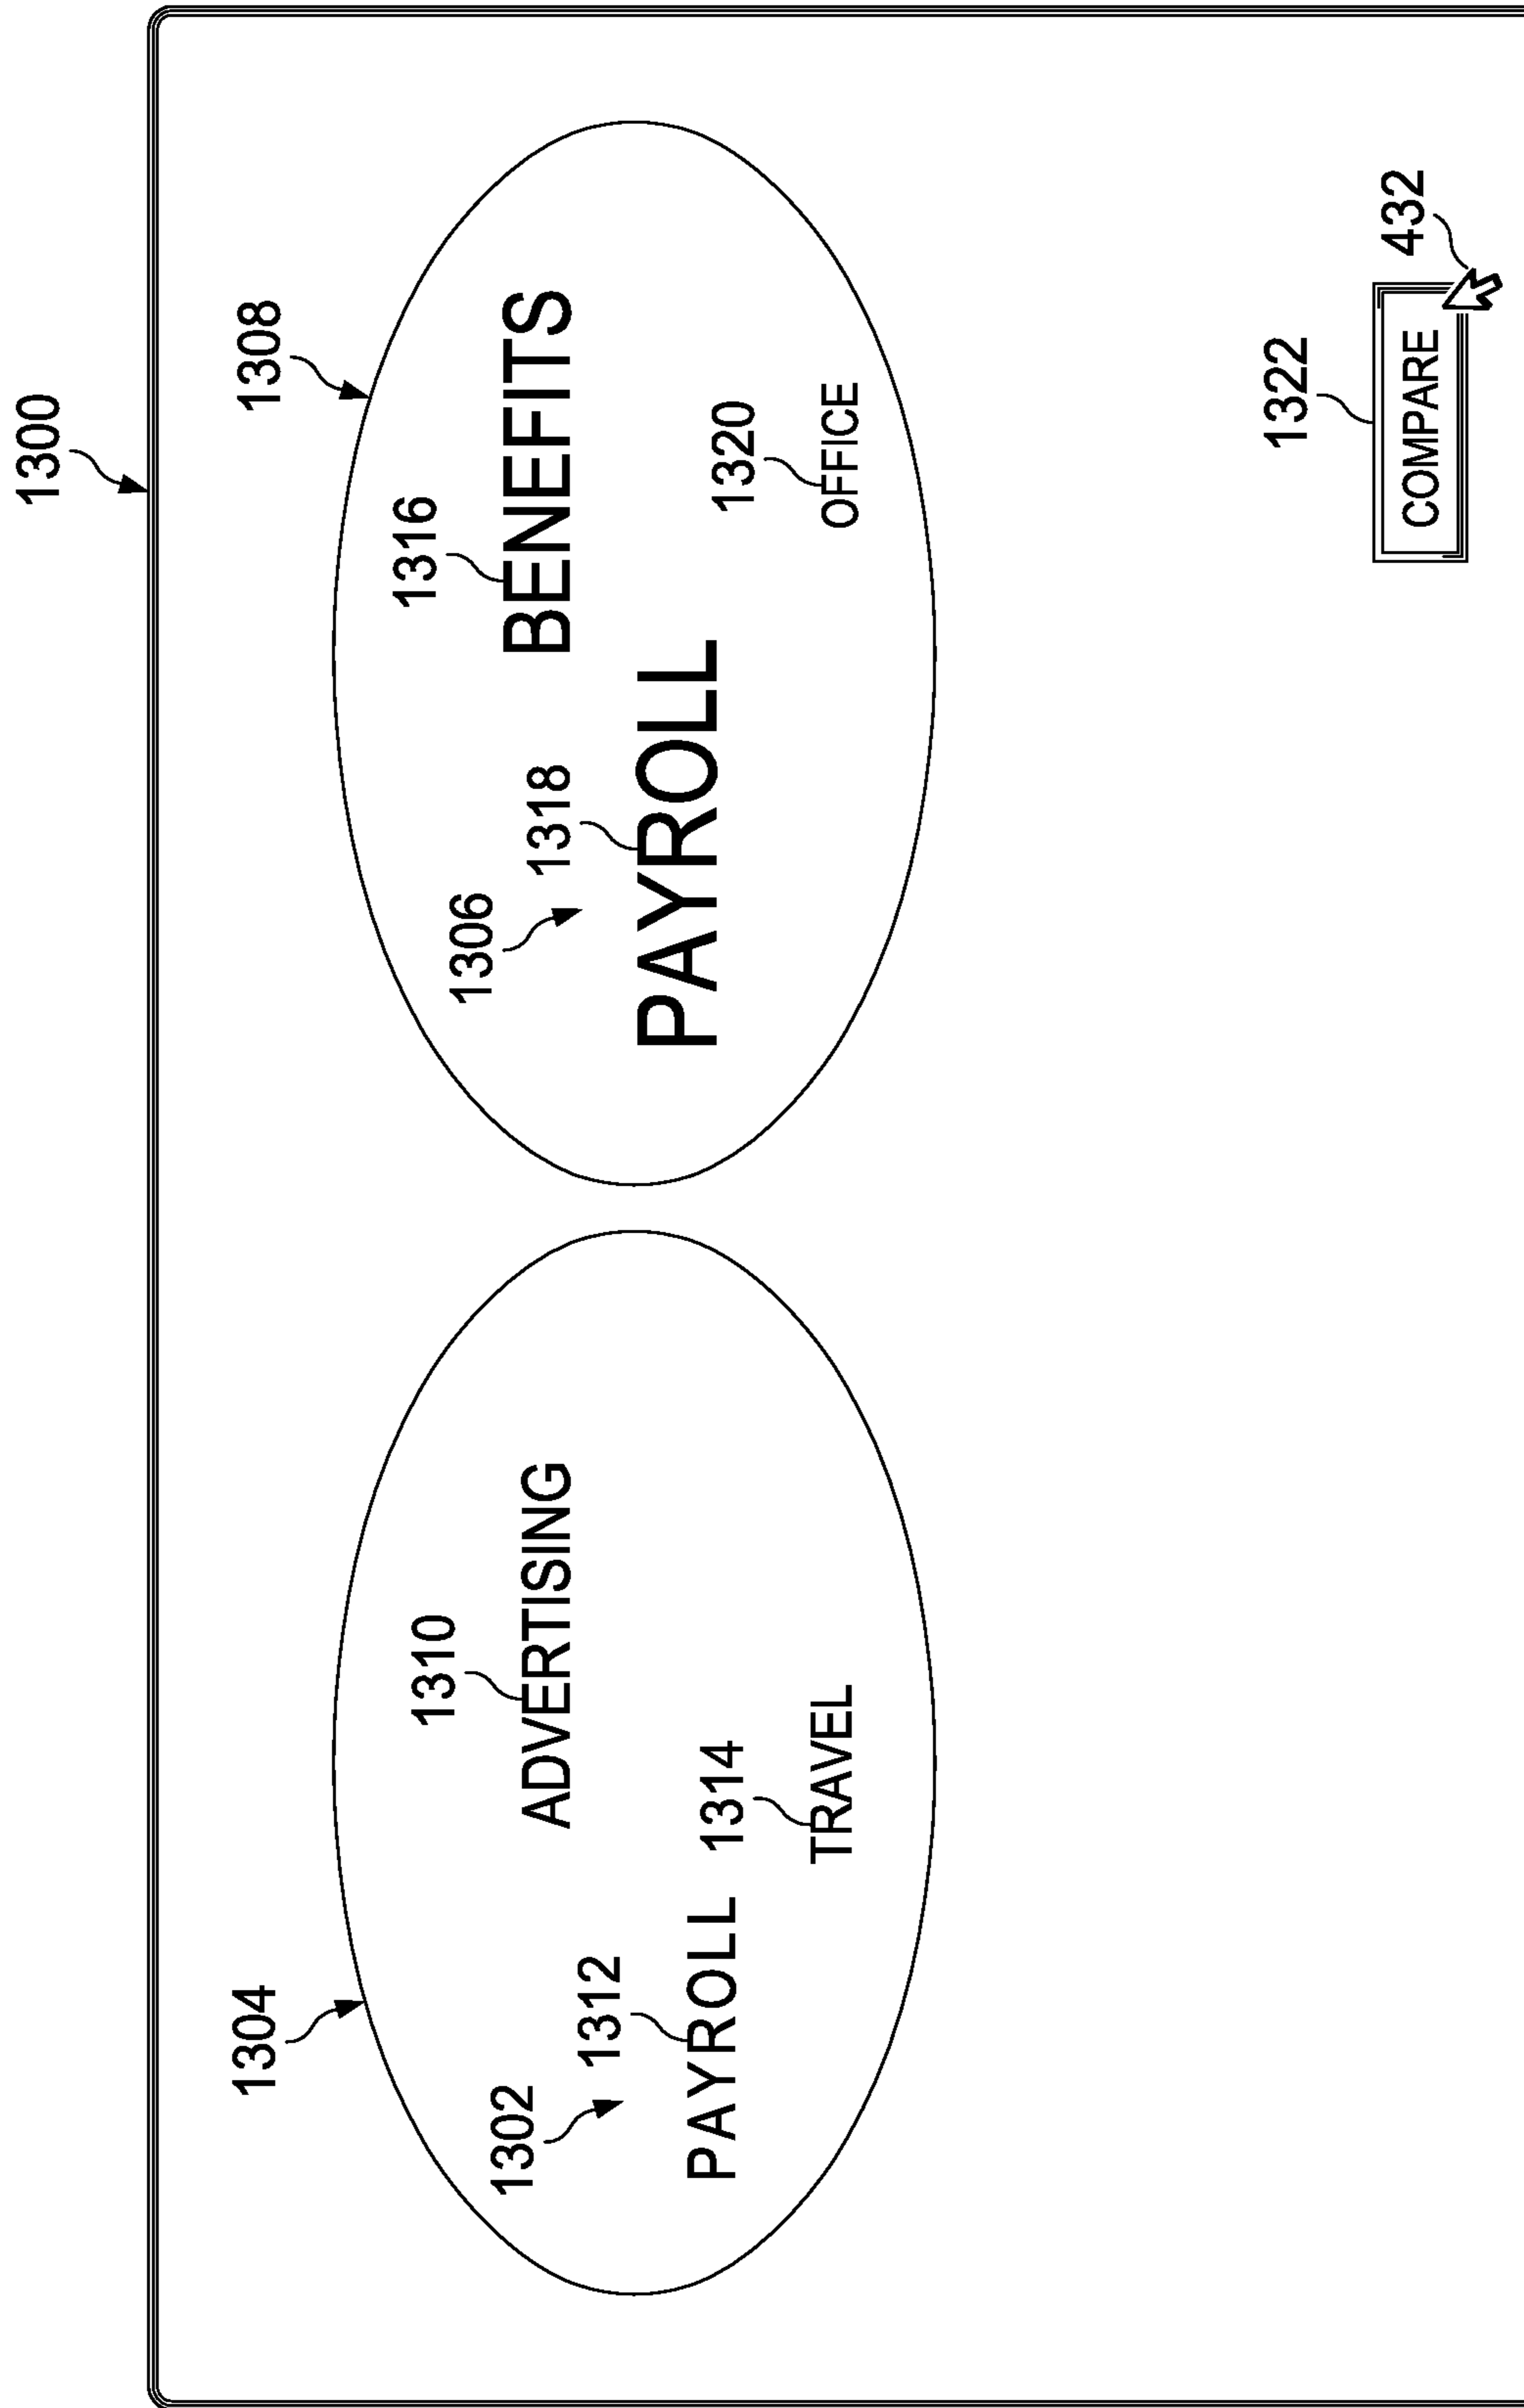 1300
1304
1308
1310
1316
ADVERTISING
BENEFITS
1302
1306
1312
1318
PAYROLL
PAYROLL
1314
1320
TRAVEL
OFFICE
1322
432
COMPARE